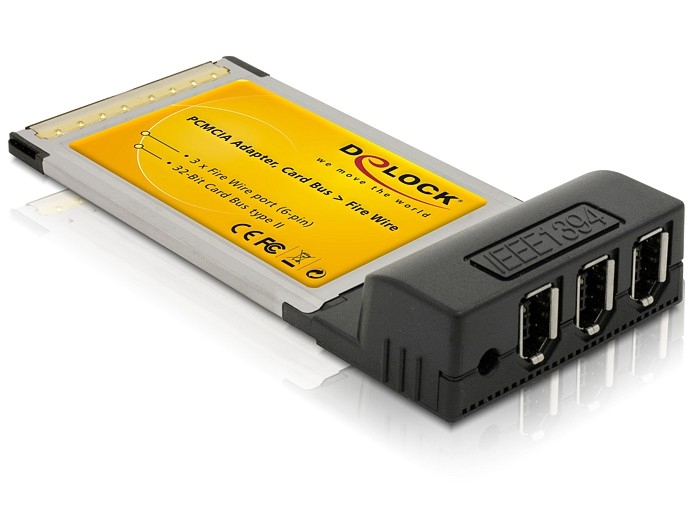 DELOCK®
we move the world
PCMCIA Adapter, Card Bus > Fire Wire
• 3 x Fire Wire port (6-pin)
• 32-Bit Card Bus type II
CE FC
IEEE1394